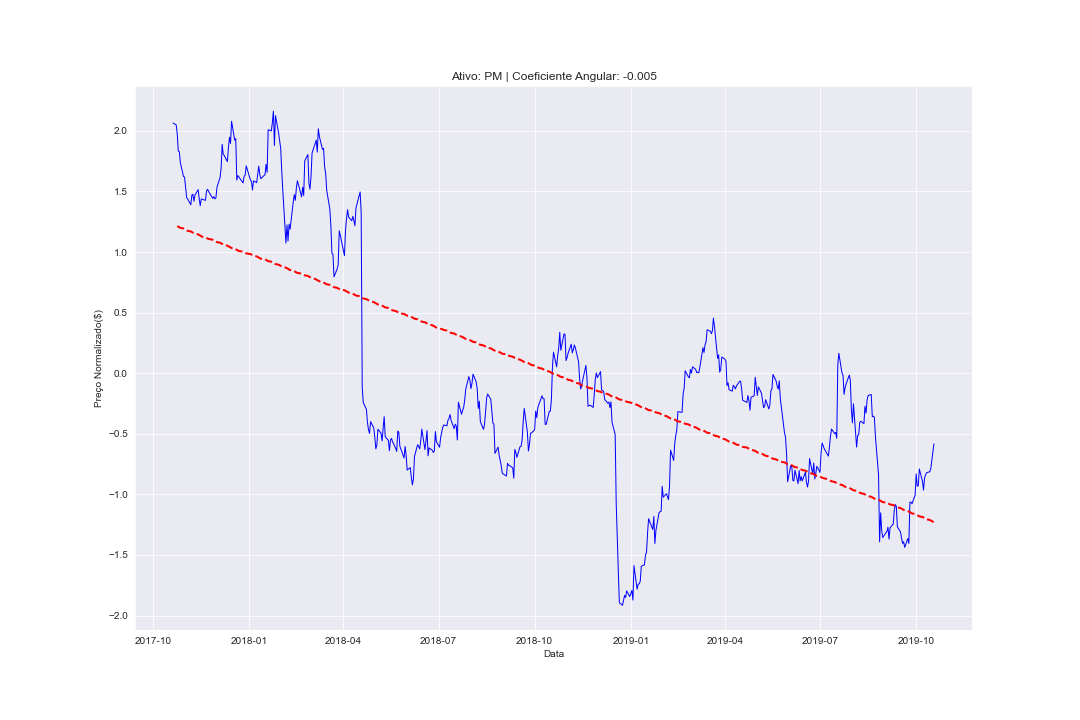 Ativo: PM | Coeficiente Angular: -0.005
Preço Normalizado($)
2.0
1.5
1.0
0.5
0.0
−0.5
−1.0
−1.5
−2.0
2017-10 2018-01 2018-04 2018-07 2018-10 2019-01 2019-04 2019-07 2019-10
Data